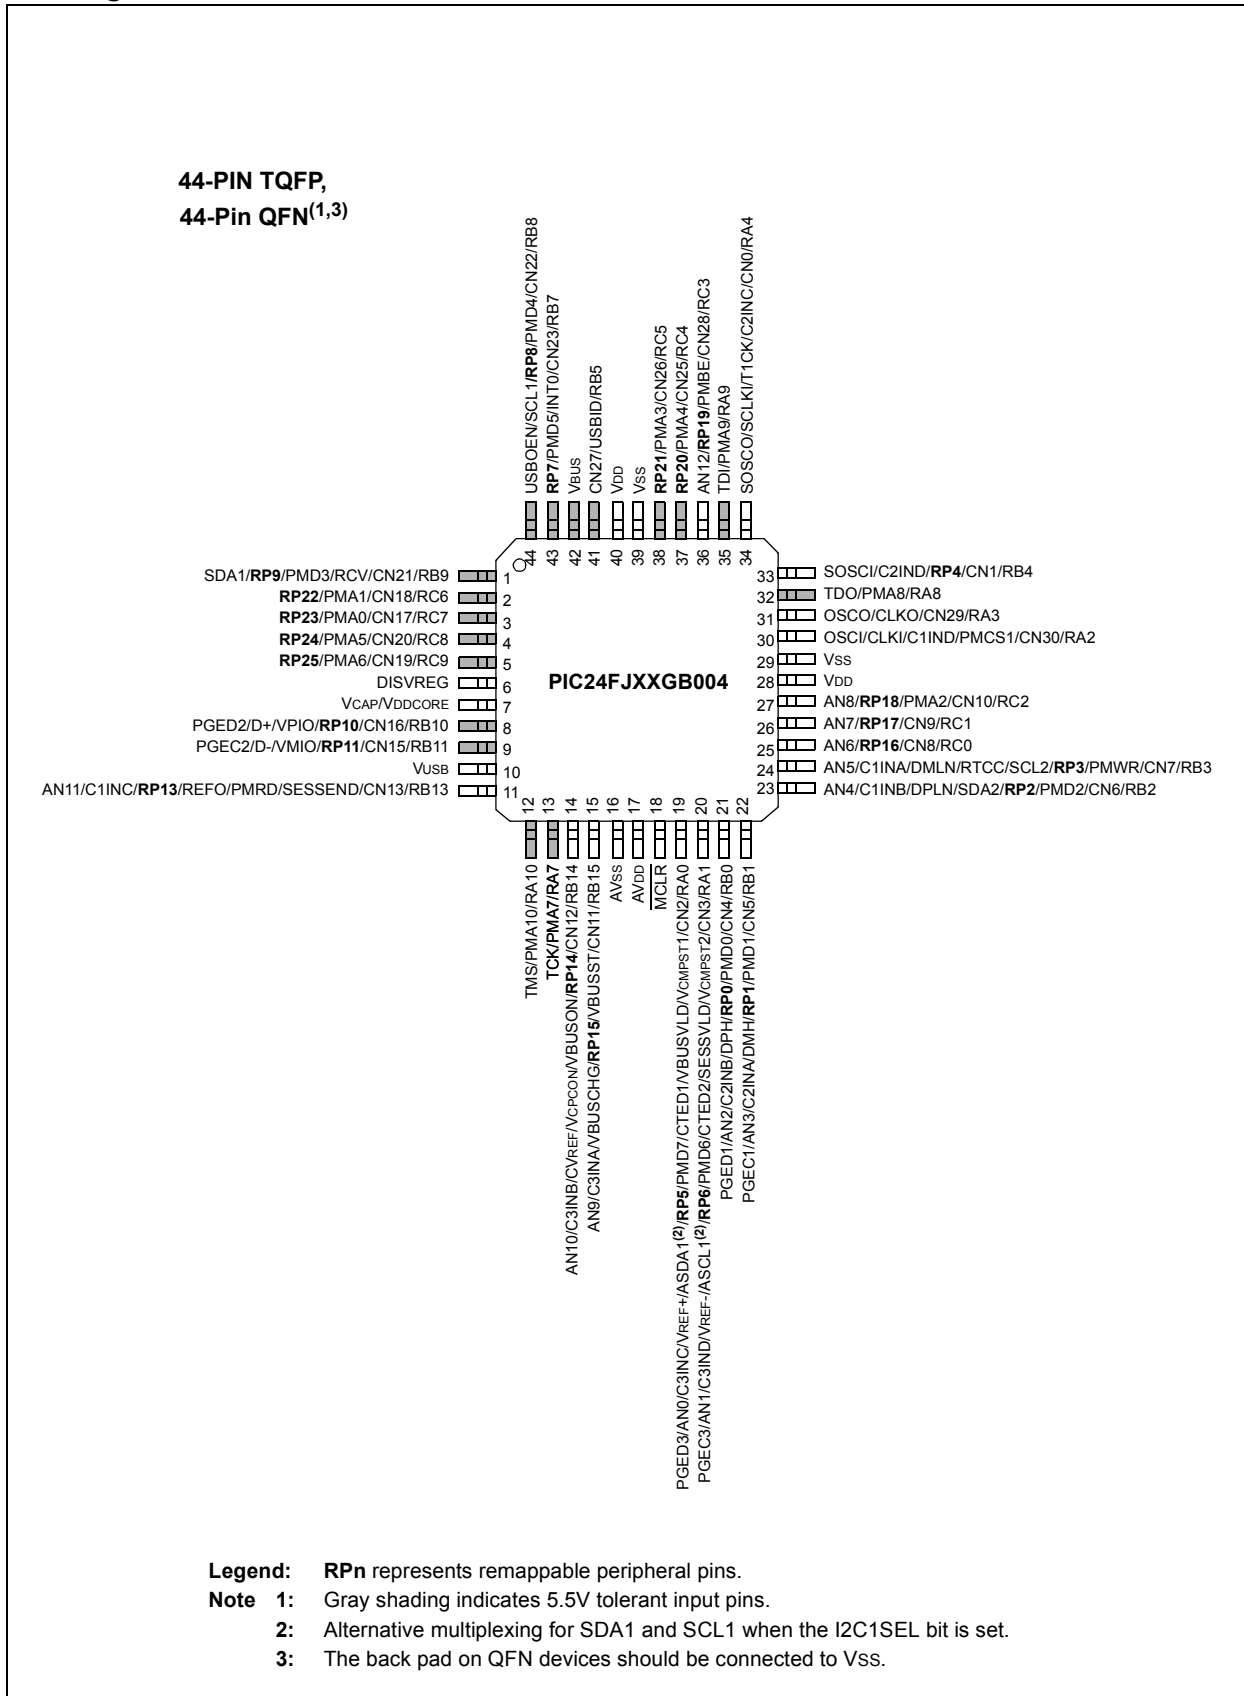 44-PIN TQFP,
44-Pin QFN(1,3)
USBOEN/SCL1/RP8/PMD4/CN22/RB8
RP7/PMD5/INT0/CN23/RB7
VBUS
CN27/USBID/RB5
VDD
VSS
RP21/PMA3/CN26/RC5
RP20/PMA4/CN25/RC4
AN12/RP19/PMBE/CN28/RC3
TDI/PMA9/RA9
SOSCO/SCLKI/T1CK/C2INC/CN0/RA4
44 43 42 41 40 39 38 37 36 35 34
SDA1/RP9/PMD3/RCV/CN21/RB9 1
RP22/PMA1/CN18/RC6 2
RP23/PMA0/CN17/RC7 3
RP24/PMA5/CN20/RC8 4
RP25/PMA6/CN19/RC9 5
DISVREG 6
VCAP/VDDCORE 7
PGED2/D+/VPIO/RP10/CN16/RB10 8
PGEC2/D-/VMIO/RP11/CN15/RB11 9
VUSB 10
AN11/C1INC/RP13/REFO/PMRD/SESSEND/CN13/RB13 11
PIC24FJXXGB004
33 SOSCI/C2IND/RP4/CN1/RB4
32 TDO/PMA8/RA8
31 OSCO/CLKO/CN29/RA3
30 OSCI/CLKI/C1IND/PMCS1/CN30/RA2
29 VSS
28 VDD
27 AN8/RP18/PMA2/CN10/RC2
26 AN7/RP17/CN9/RC1
25 AN6/RP16/CN8/RC0
24 AN5/C1INA/DMLN/RTCC/SCL2/RP3/PMWR/CN7/RB3
23 AN4/C1INB/DPLN/SDA2/RP2/PMD2/CN6/RB2
12 13 14 15 16 17 18 19 20 21 22
TMS/PMA10/RA10
TCK/PMA7/RA7
AN10/C3INB/CVREF/VCPCON/VBUSON/RP14/CN12/RB14
AN9/C3INA/VBUSCHG/RP15/VBUSST/CN11/RB15
AVSS
AVDD
MCLR
PGED3/AN0/C3INC/VREF+/ASDA1(2)/RP5/PMD7/CTED1/VBUSVLD/VCMPST1/CN2/RA0
PGEC3/AN1/C3IND/VREF-/ASCL1(2)/RP6/PMD6/CTED2/SESSVLD/VCMPST2/CN3/RA1
PGED1/AN2/C2INB/DPH/RP0/PMD0/CN4/RB0
PGEC1/AN3/C2INA/DMH/RP1/PMD1/CN5/RB1
Legend: RPn represents remappable peripheral pins.
Note 1: Gray shading indicates 5.5V tolerant input pins.
2: Alternative multiplexing for SDA1 and SCL1 when the I2C1SEL bit is set.
3: The back pad on QFN devices should be connected to VSS.